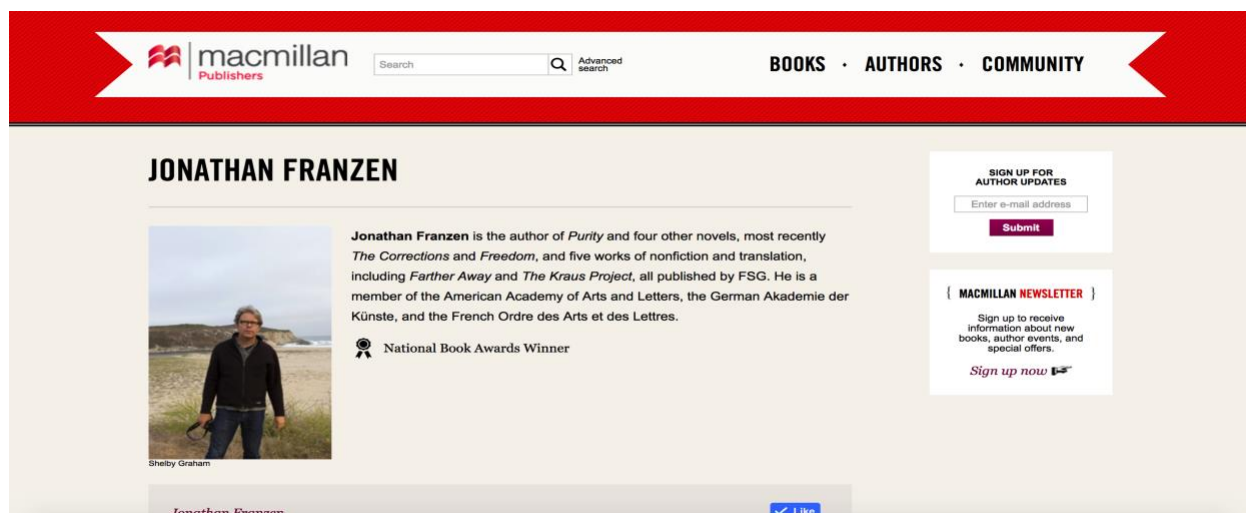 macmillan
Publishers
Search
Advanced
search
BOOKS · AUTHORS · COMMUNITY
JONATHAN FRANZEN
Jonathan Franzen is the author of Purity and four other novels, most recently
The Corrections and Freedom, and five works of nonfiction and translation,
including Farther Away and The Kraus Project, all published by FSG. He is a
member of the American Academy of Arts and Letters, the German Akademie der
Künste, and the French Ordre des Arts et des Lettres.
National Book Awards Winner
Shelby Graham
Jonathan Franzen
Like
SIGN UP FOR
AUTHOR UPDATES
Enter e-mail address
Submit
{ MACMILLAN NEWSLETTER }
Sign up to receive
information about new
books, author events, and
special offers.
Sign up now